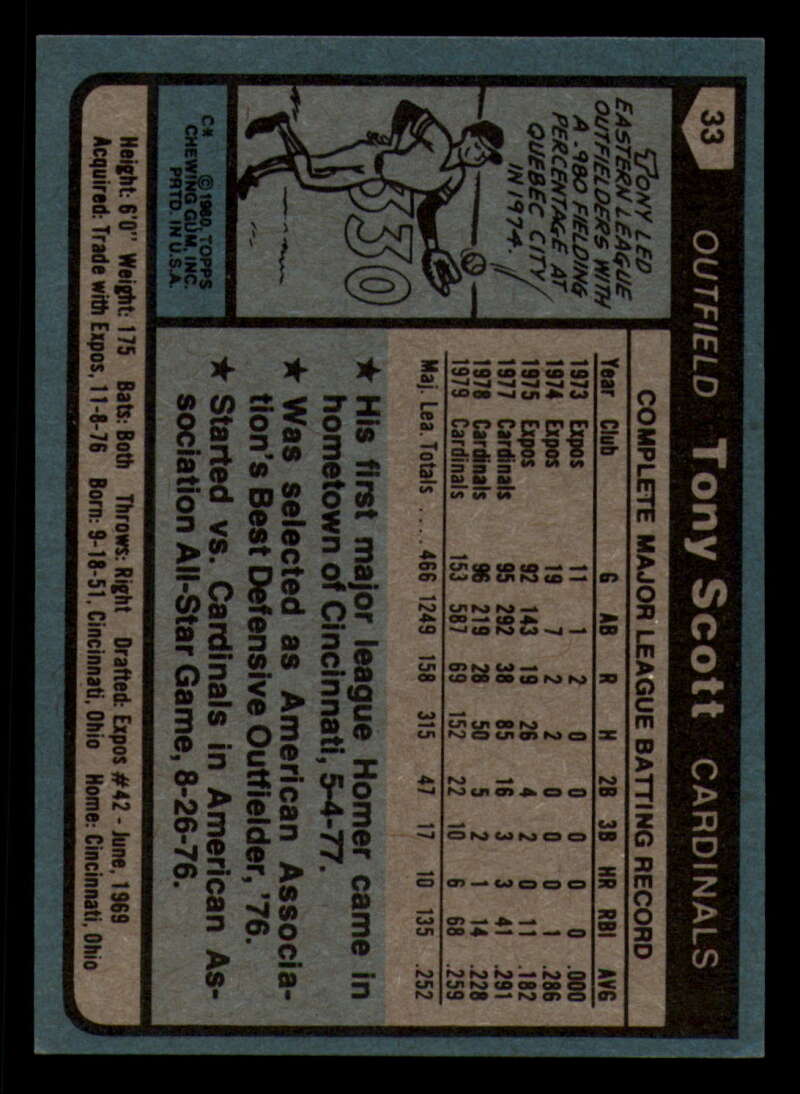 33
OUTFIELD Tony Scott CARDINALS
TONY LED
EASTERN LEAGUE
OUTFIELDERS WITH
A .980 FIELDING
PERCENTAGE AT
QUEBEC CITY
IN 1974.
330
C* © 1980, TOPPS
CHEWING GUM, INC.
PRTD. IN U.S.A.
COMPLETE MAJOR LEAGUE BATTING RECORD
Year Club G AB R H 2B 3B HR RBI AVG
1973 Expos 11 1 2 0 0 0 0 0 .000
1974 Expos 19 7 2 2 0 0 0 1 .286
1975 Expos 92 143 19 26 4 2 0 11 .182
1977 Cardinals 95 292 38 85 16 3 3 41 .291
1978 Cardinals 96 219 28 50 5 2 1 14 .228
1979 Cardinals 153 587 69 152 22 10 6 68 .259
Maj. Lea. Totals .... 466 1249 158 315 47 17 10 135 .252
★ His first major league Homer came in
hometown of Cincinnati, 5-4-77.
★ Was selected as American Associa-
tion's Best Defensive Outfielder, '76.
★ Started vs. Cardinals in American As-
sociation All-Star Game, 8-26-76.
Height: 6'0" Weight: 175 Bats: Both Throws: Right Drafted: Expos #42 - June, 1969
Acquired: Trade with Expos, 11-8-76 Born: 9-18-51, Cincinnati, Ohio Home: Cincinnati, Ohio